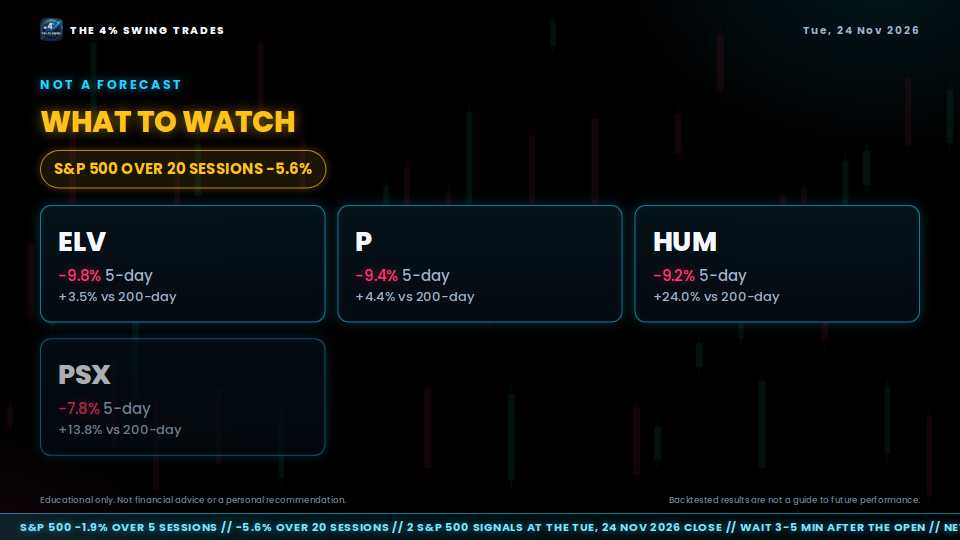 THE 4% SWING TRADES
Tue, 24 Nov 2026
NOT A FORECAST
WHAT TO WATCH
S&P 500 OVER 20 SESSIONS -5.6%
ELV
-9.8% 5-day
+3.5% vs 200-day
P
-9.4% 5-day
+4.4% vs 200-day
HUM
-9.2% 5-day
+24.0% vs 200-day
PSX
-7.8% 5-day
+13.8% vs 200-day
Educational only. Not financial advice or a personal recommendation.
Backtested results are not a guide to future performance.
S&P 500 -1.9% OVER 5 SESSIONS // -5.6% OVER 20 SESSIONS // 2 S&P 500 SIGNALS AT THE TUE, 24 NOV 2026 CLOSE // WAIT 3-5 MIN AFTER THE OPEN //